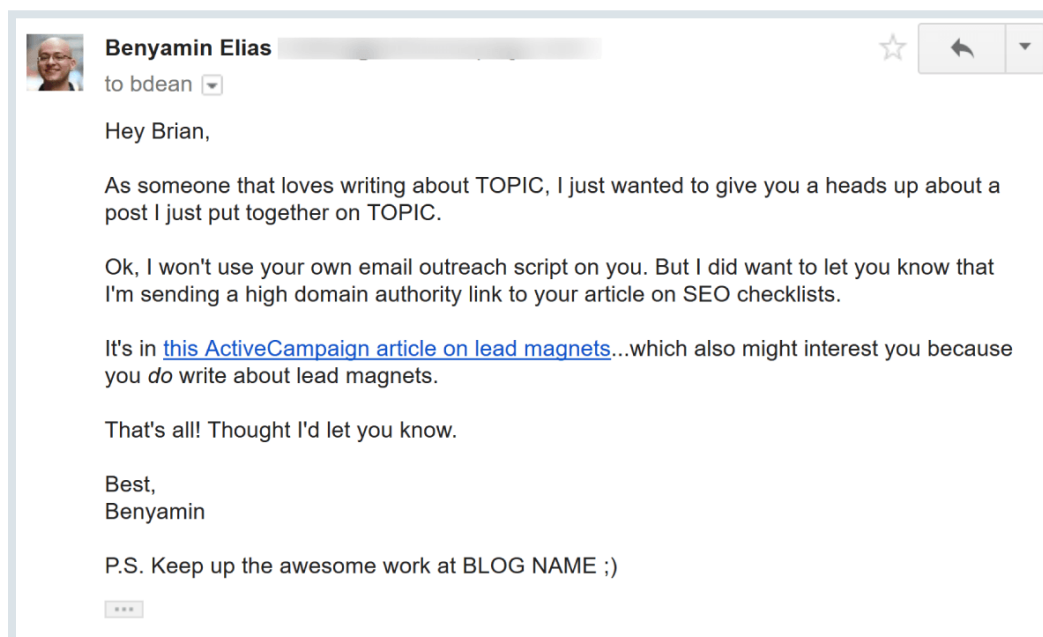 Benyamin Elias
to bdean
Hey Brian,
As someone that loves writing about TOPIC, I just wanted to give you a heads up about a
post I just put together on TOPIC.
Ok, I won't use your own email outreach script on you. But I did want to let you know that
I'm sending a high domain authority link to your article on SEO checklists.
It's in this ActiveCampaign article on lead magnets...which also might interest you because
you do write about lead magnets.
That's all! Thought I'd let you know.
Best,
Benyamin
P.S. Keep up the awesome work at BLOG NAME ;)